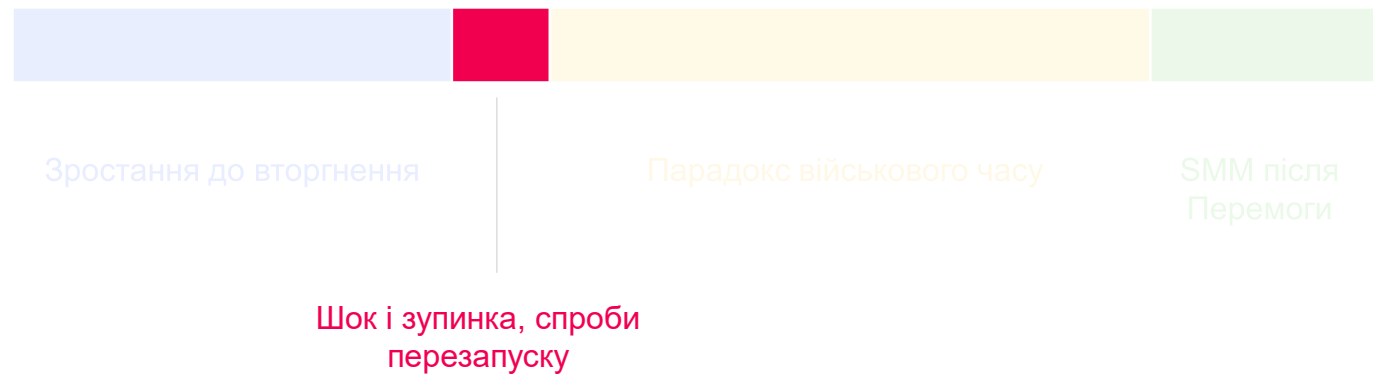 Зростання до вторгнення
Парадокс військового часу
SMM після
Перемоги
Шок і зупинка, спроби
перезапуску